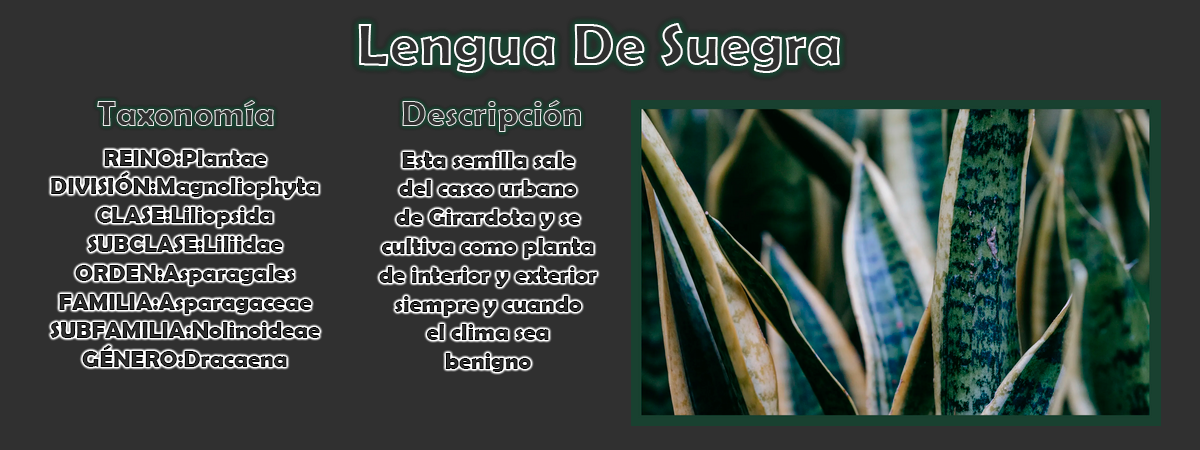 Lengua De Suegra
Taxonomía
REINO:Plantae
DIVISIÓN:Magnoliophyta
CLASE:Liliopsida
SUBCLASE:Liliidae
ORDEN:Asparagales
FAMILIA:Asparagaceae
SUBFAMILIA:Nolinoideae
GÉNERO:Dracaena
Descripción
Esta semilla sale
del casco urbano
de Girardota y se
cultiva como planta
de interior y exterior
siempre y cuando
el clima sea
benigno